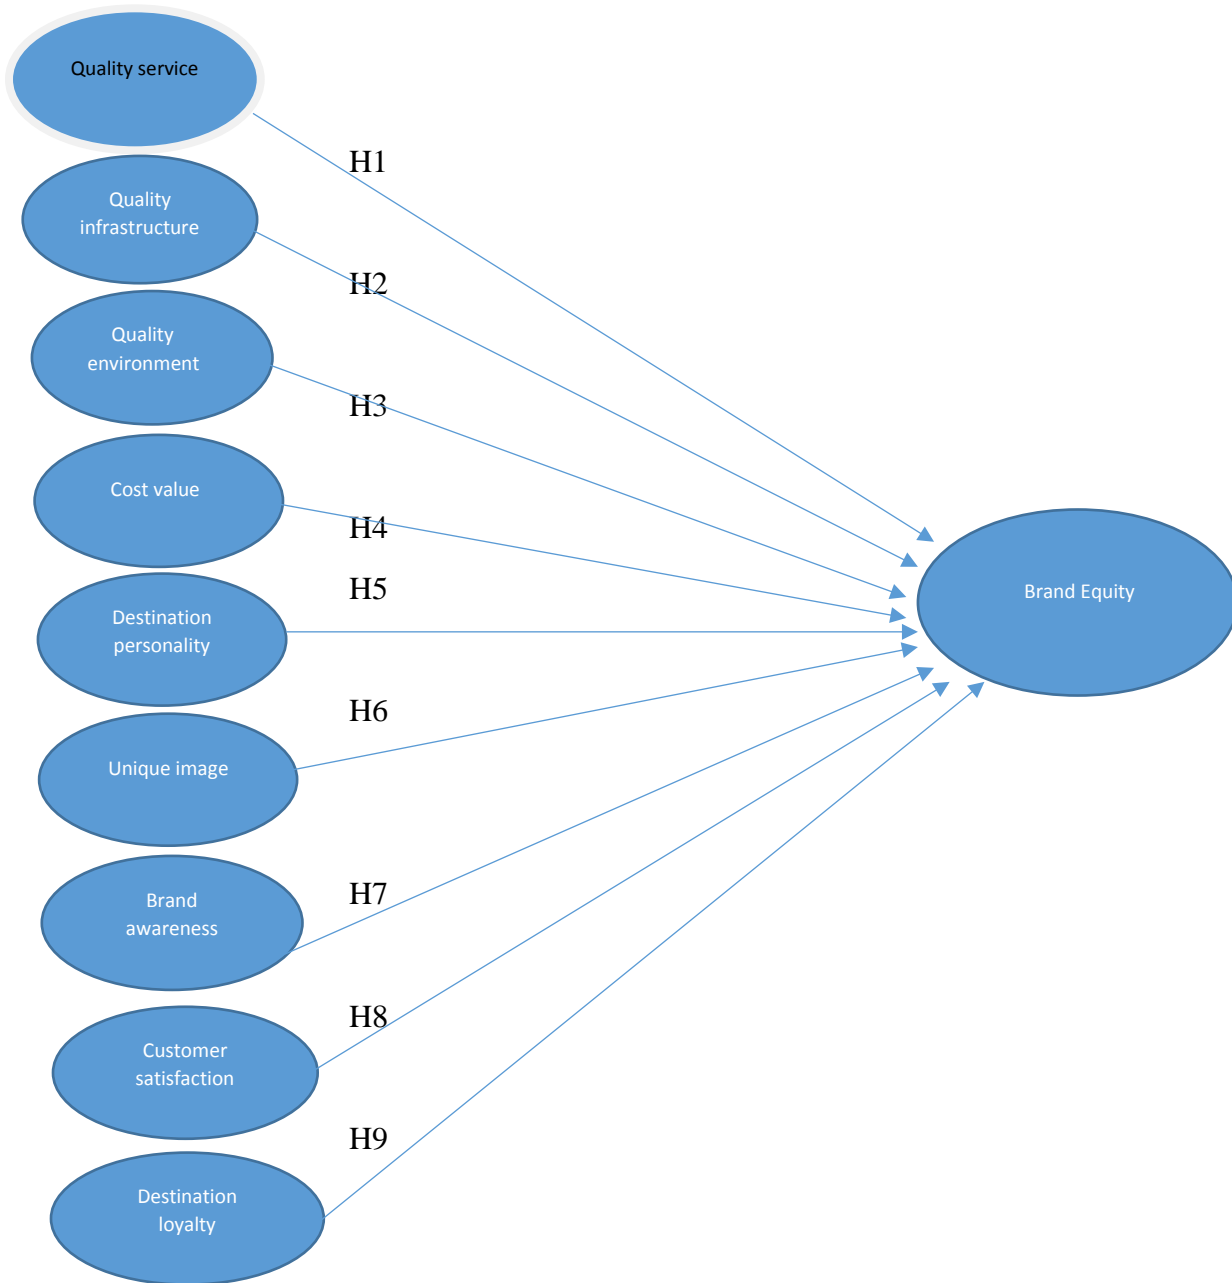 Quality service
H1
Quality
infrastructure
H2
Quality
environment
H3
Cost value
H4
H5
Destination
personality
Brand Equity
H6
Unique image
H7
Brand
awareness
H8
Customer
satisfaction
H9
Destination
loyalty